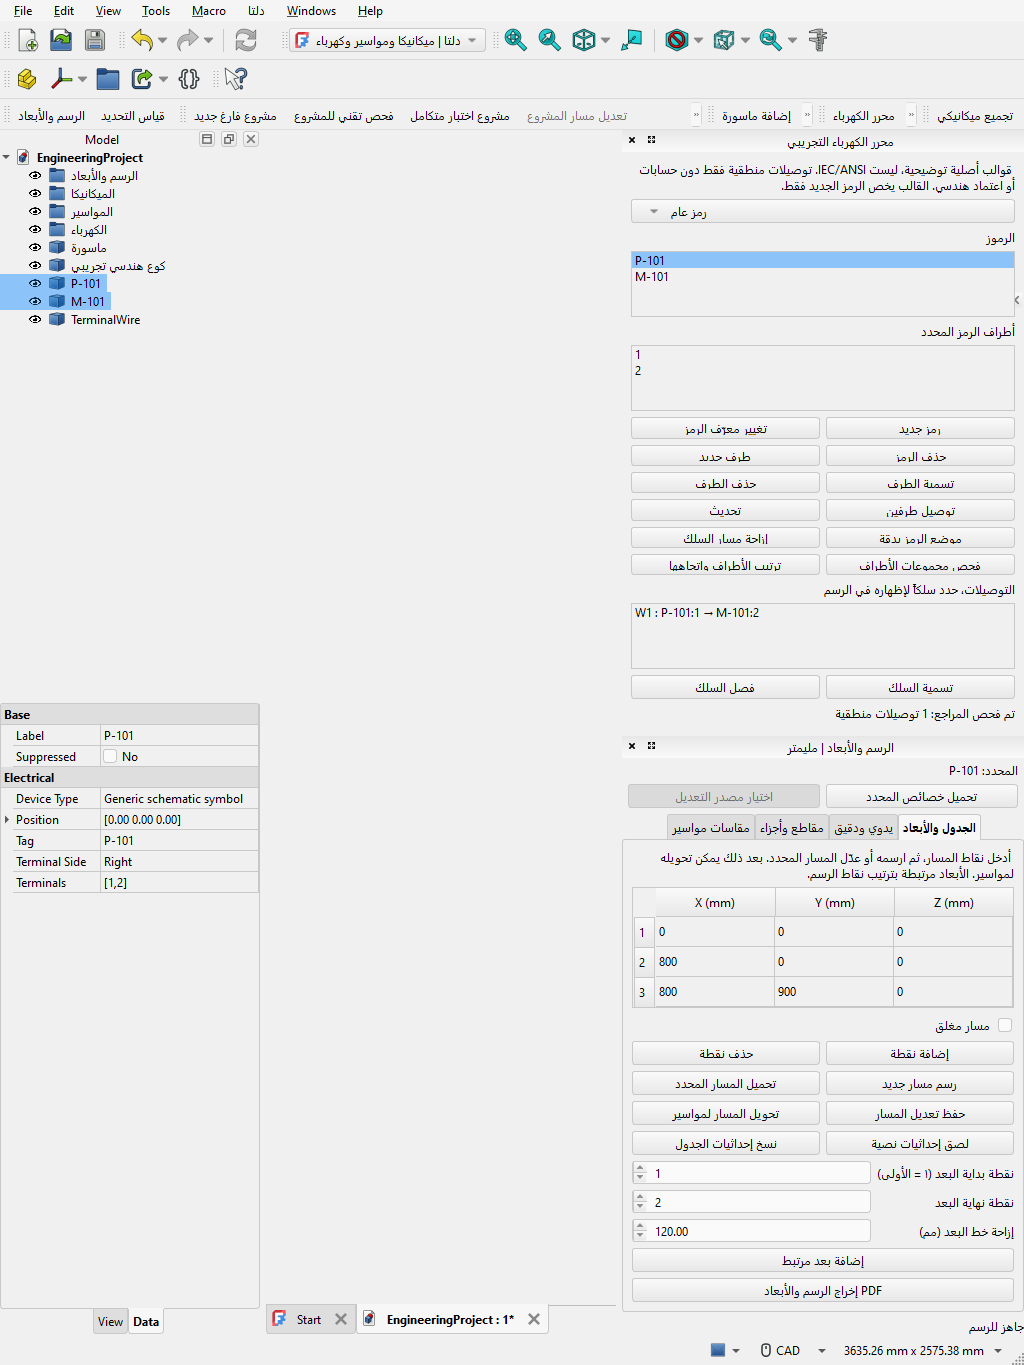 File Edit View Tools Macro دلتا Windows Help
دلتا | ميكانيكا ومواسير وكهرباء
الرسم والأبعاد قياس التحديد مشروع فارغ جديد فحص تقني للمشروع مشروع اختبار متكامل تعديل مسار المشروع » إضافة ماسورة » محرر الكهرباء » تجميع ميكانيكي
Model
EngineeringProject
الرسم والأبعاد
الميكانيكا
المواسير
الكهرباء
ماسورة
كوع هندسي تجريبي
P-101
M-101
TerminalWire
Base
Label P-101
Suppressed No
Electrical
Device Type Generic schematic symbol
Position [0.00 0.00 0.00]
Tag P-101
Terminal Side Right
Terminals [1,2]
View Data
Start
EngineeringProject : 1*
محرر الكهرباء التجريبي
قوالب أصلية توضيحية، ليست IEC/ANSI. توصيلات منطقية فقط دون حسابات
أو اعتماد هندسي. القالب يخص الرمز الجديد فقط.
رمز عام
الرموز
P-101
M-101
أطراف الرمز المحدد
1
2
رمز جديد تغيير معرّف الرمز
حذف الرمز طرف جديد
تسمية الطرف حذف الطرف
توصيل طرفين تحديث
موضع الرمز بدقة إزاحة مسار السلك
فحص مجموعات الأطراف ترتيب الأطراف واتجاهها
التوصيلات، حدد سلكاً لإظهاره في الرسم
W1 : P-101:1 → M-101:2
تسمية السلك فصل السلك
تم فحص المراجع: 1 توصيلات منطقية
الرسم والأبعاد | مليمتر
المحدد: P-101
تحميل خصائص المحدد اختيار مصدر التعديل
الجدول والأبعاد يدوي ودقيق مقاطع وأجزاء مقاسات مواسير
أدخل نقاط المسار، ثم ارسمه أو عدّل المسار المحدد. بعد ذلك يمكن تحويله
لمواسير. الأبعاد مرتبطة بترتيب نقاط الرسم.
X (mm) Y (mm) Z (mm)
1 0 0 0
2 800 0 0
3 800 900 0
مسار مغلق
إضافة نقطة حذف نقطة
رسم مسار جديد تحميل المسار المحدد
حفظ تعديل المسار تحويل المسار لمواسير
لصق إحداثيات نصية نسخ إحداثيات الجدول
نقطة بداية البعد (١ = الأولى) 1
نقطة نهاية البعد 2
إزاحة خط البعد (مم) 120.00
إضافة بعد مرتبط
إخراج الرسم والأبعاد PDF
جاهز للرسم
CAD 3635.26 mm x 2575.38 mm